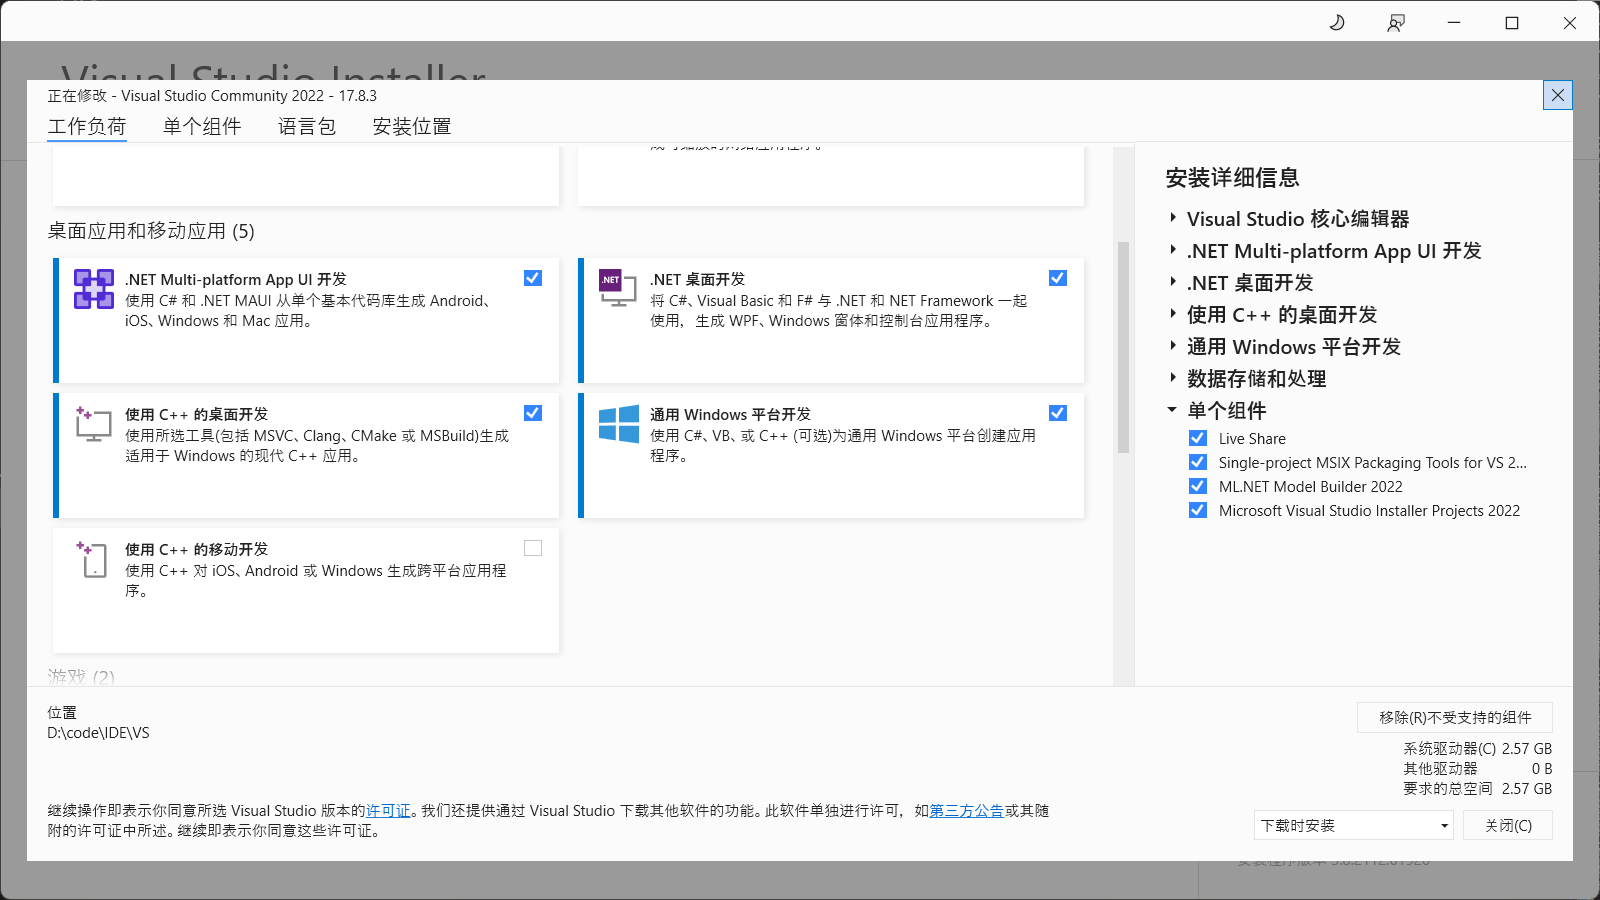 Visual Studio Installer
正在修改 - Visual Studio Community 2022 - 17.8.3
工作负荷 单个组件 语言包 安装位置
桌面应用和移动应用 (5)
.NET Multi-platform App UI 开发
使用 C# 和 .NET MAUI 从单个基本代码库生成 Android、
iOS、Windows 和 Mac 应用。
.NET
.NET 桌面开发
将 C#、Visual Basic 和 F# 与 .NET 和 NET Framework 一起
使用，生成 WPF、Windows 窗体和控制台应用程序。
使用 C++ 的桌面开发
使用所选工具(包括 MSVC、Clang、CMake 或 MSBuild)生成
适用于 Windows 的现代 C++ 应用。
通用 Windows 平台开发
使用 C#、VB、或 C++ (可选)为通用 Windows 平台创建应用
程序。
使用 C++ 的移动开发
使用 C++ 对 iOS、Android 或 Windows 生成跨平台应用程
序。
游戏 (2)
安装详细信息
Visual Studio 核心编辑器
.NET Multi-platform App UI 开发
.NET 桌面开发
使用 C++ 的桌面开发
通用 Windows 平台开发
数据存储和处理
单个组件
Live Share
Single-project MSIX Packaging Tools for VS 2...
ML.NET Model Builder 2022
Microsoft Visual Studio Installer Projects 2022
位置
D:\code\IDE\VS
移除(R)不受支持的组件
系统驱动器(C) 2.57 GB
其他驱动器 0 B
要求的总空间 2.57 GB
继续操作即表示你同意所选 Visual Studio 版本的许可证。我们还提供通过 Visual Studio 下载其他软件的功能。此软件单独进行许可，如第三方公告或其随
附的许可证中所述。继续即表示你同意这些许可证。
下载时安装
关闭(C)